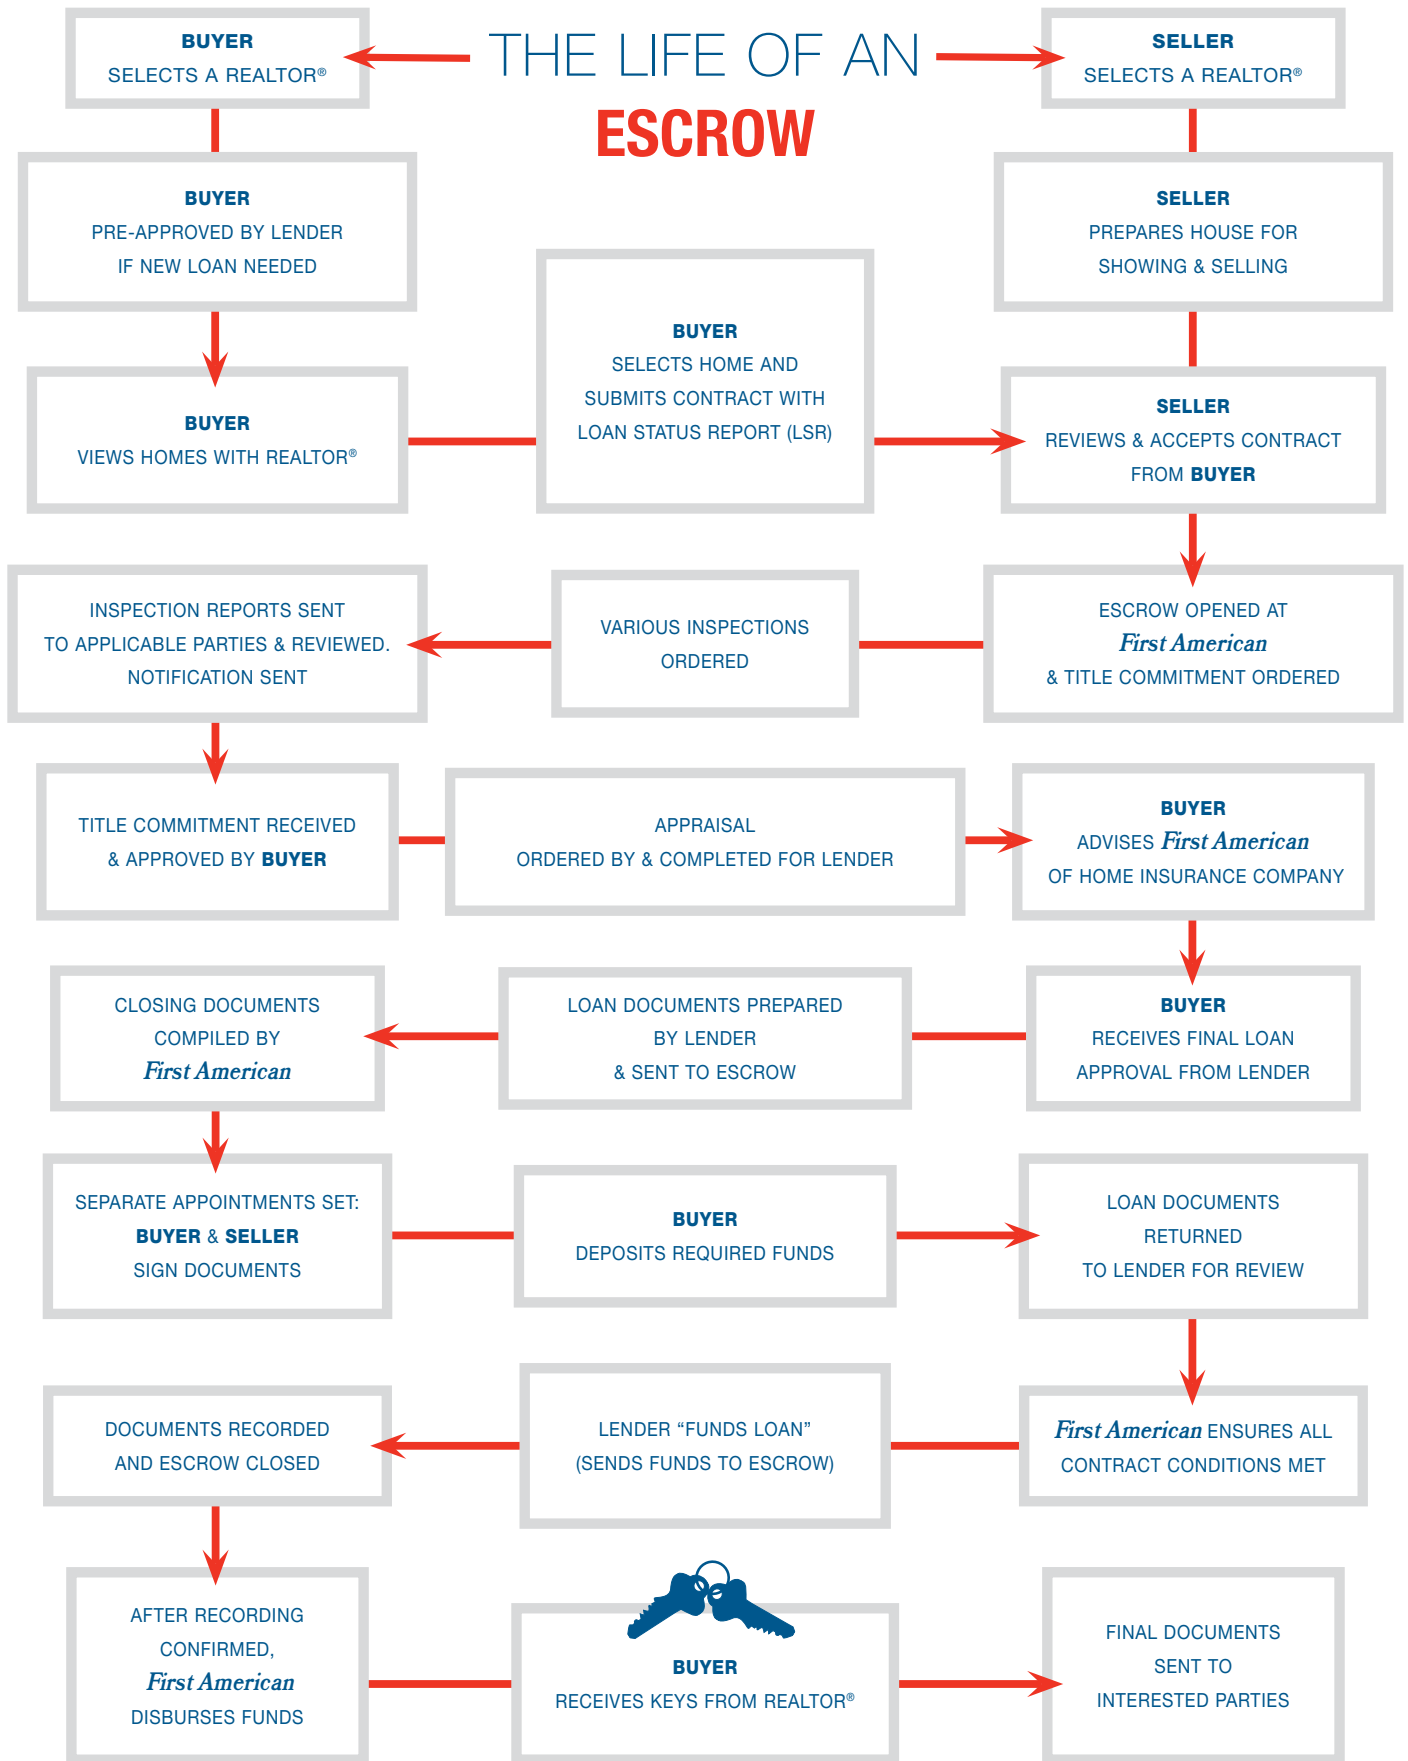 THE LIFE OF AN
ESCROW
BUYER
SELECTS A REALTOR®
SELLER
SELECTS A REALTOR®
BUYER
PRE-APPROVED BY LENDER
IF NEW LOAN NEEDED
SELLER
PREPARES HOUSE FOR
SHOWING & SELLING
BUYER
VIEWS HOMES WITH REALTOR®
BUYER
SELECTS HOME AND
SUBMITS CONTRACT WITH
LOAN STATUS REPORT (LSR)
SELLER
REVIEWS & ACCEPTS CONTRACT
FROM BUYER
ESCROW OPENED AT
First American
& TITLE COMMITMENT ORDERED
VARIOUS INSPECTIONS
ORDERED
INSPECTION REPORTS SENT
TO APPLICABLE PARTIES & REVIEWED.
NOTIFICATION SENT
TITLE COMMITMENT RECEIVED
& APPROVED BY BUYER
APPRAISAL
ORDERED BY & COMPLETED FOR LENDER
BUYER
ADVISES First American
OF HOME INSURANCE COMPANY
BUYER
RECEIVES FINAL LOAN
APPROVAL FROM LENDER
LOAN DOCUMENTS PREPARED
BY LENDER
& SENT TO ESCROW
CLOSING DOCUMENTS
COMPILED BY
First American
SEPARATE APPOINTMENTS SET:
BUYER & SELLER
SIGN DOCUMENTS
BUYER
DEPOSITS REQUIRED FUNDS
LOAN DOCUMENTS
RETURNED
TO LENDER FOR REVIEW
First American ENSURES ALL
CONTRACT CONDITIONS MET
LENDER “FUNDS LOAN”
(SENDS FUNDS TO ESCROW)
DOCUMENTS RECORDED
AND ESCROW CLOSED
AFTER RECORDING
CONFIRMED,
First American
DISBURSES FUNDS
BUYER
RECEIVES KEYS FROM REALTOR®
FINAL DOCUMENTS
SENT TO
INTERESTED PARTIES